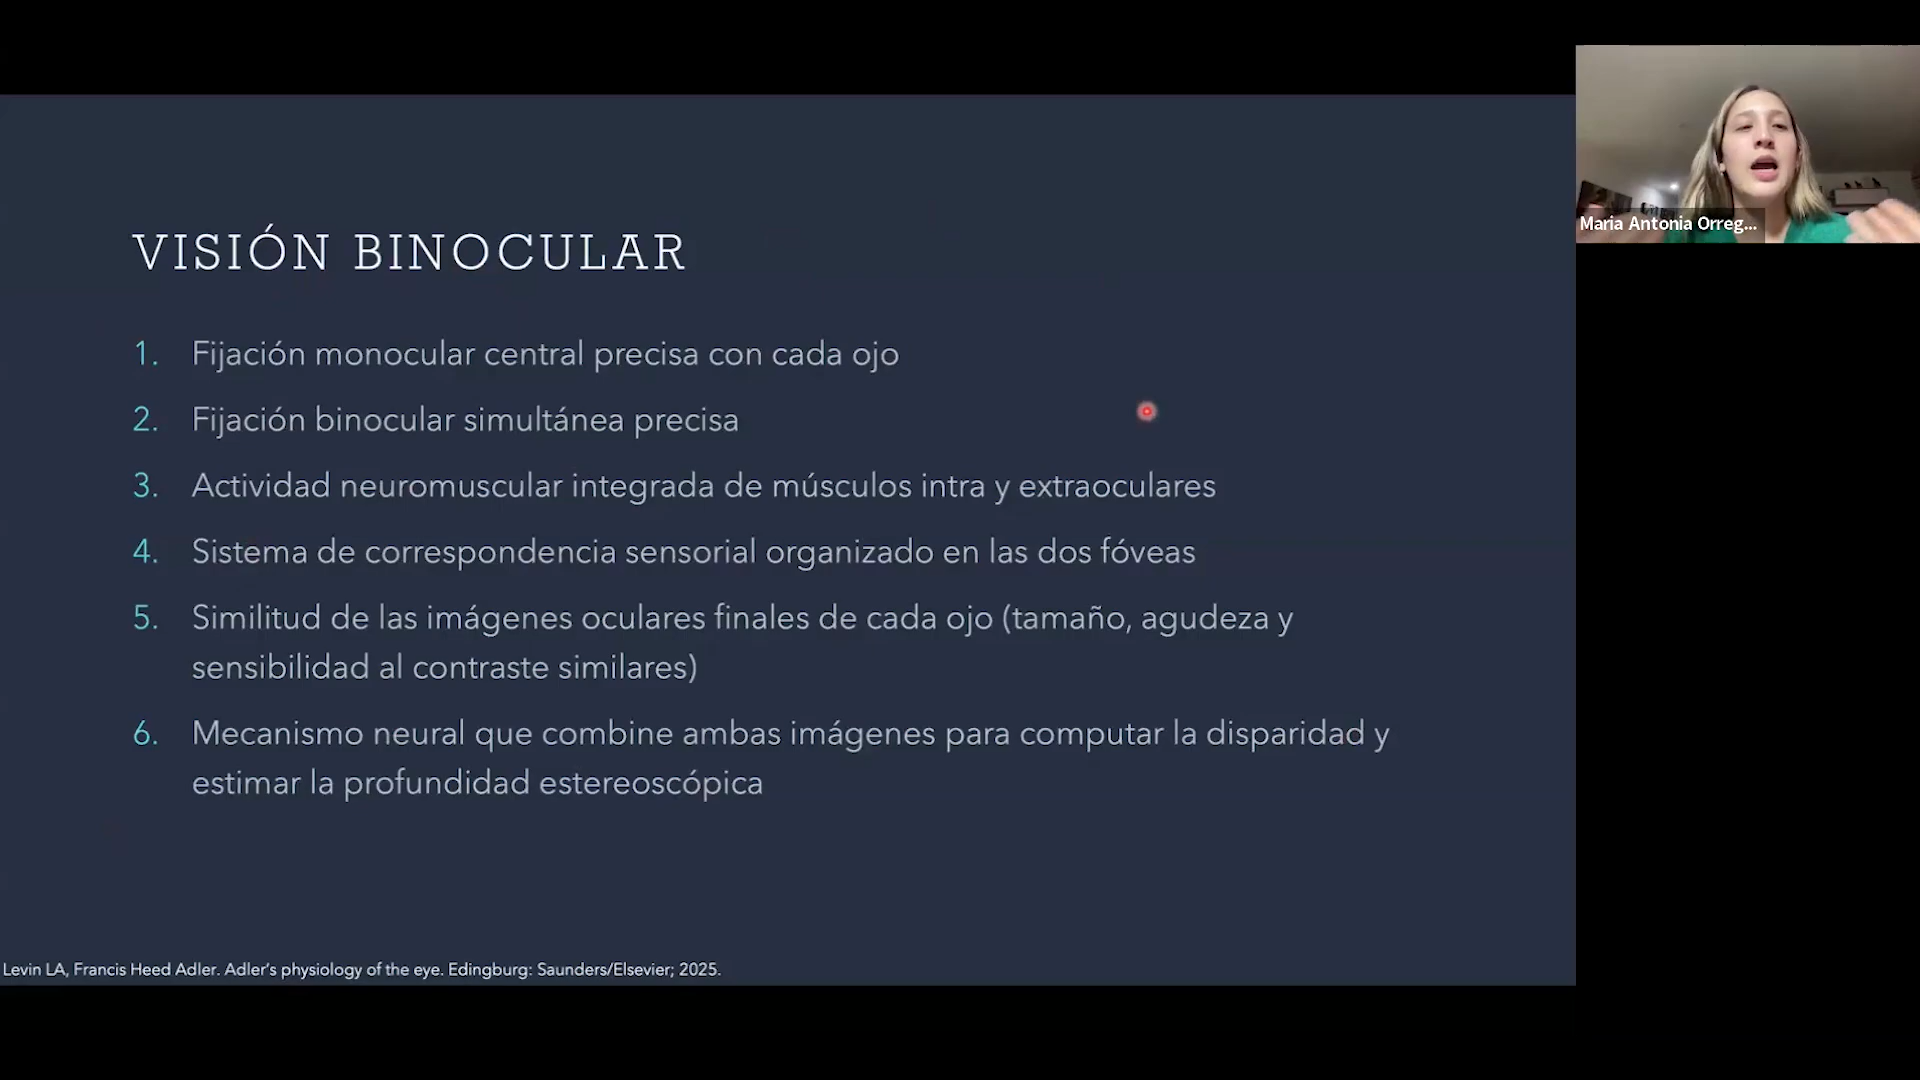 VISIÓN BINOCULAR
1. Fijación monocular central precisa con cada ojo
2. Fijación binocular simultánea precisa
3. Actividad neuromuscular integrada de músculos intra y extraoculares
4. Sistema de correspondencia sensorial organizado en las dos fóveas
5. Similitud de las imágenes oculares finales de cada ojo (tamaño, agudeza y
sensibilidad al contraste similares)
6. Mecanismo neural que combine ambas imágenes para computar la disparidad y
estimar la profundidad estereoscópica
Levin LA, Francis Heed Adler. Adler’s physiology of the eye. Edingburg: Saunders/Elsevier; 2025.
Maria Antonia Orreg...